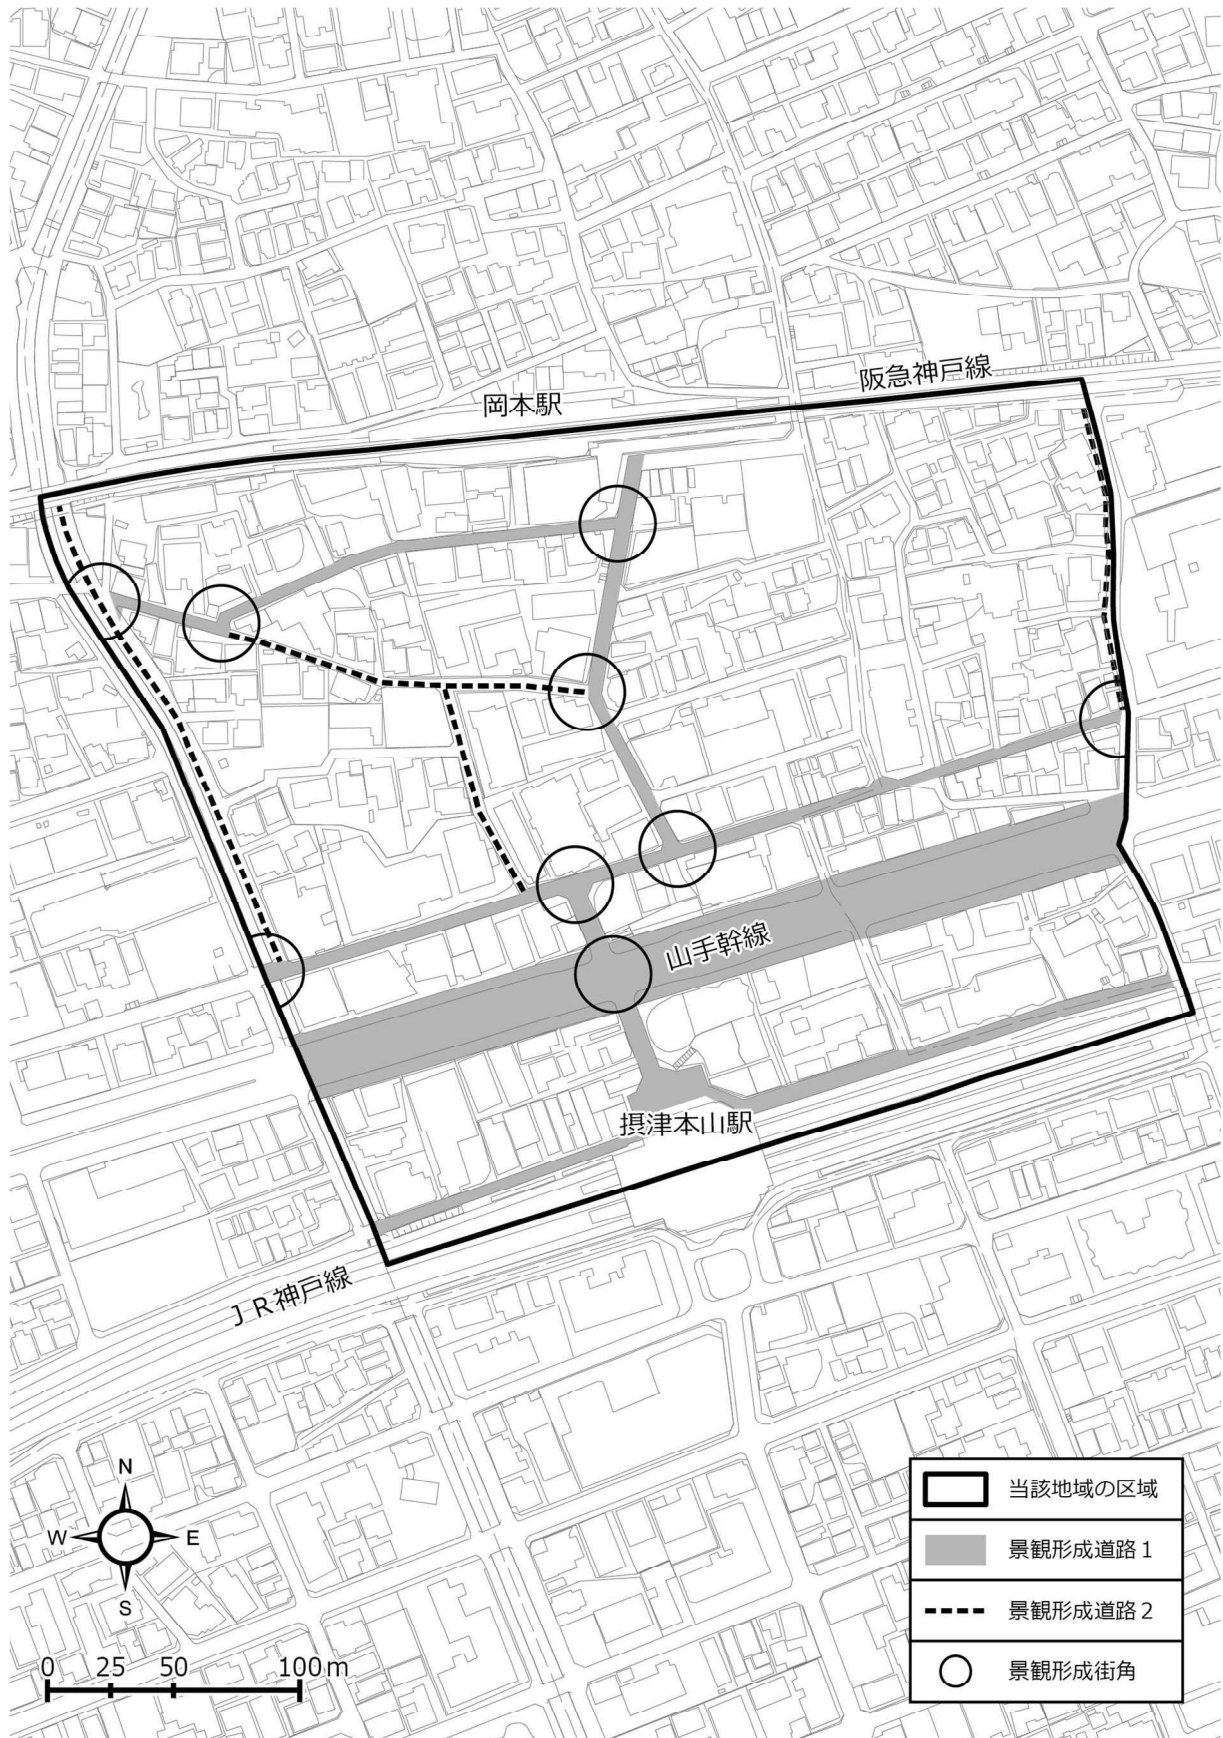 阪急神戸線
岡本駅
山手幹線
摂津本山駅
ＪＲ神戸線
N
W E
S
0 25 50 100m
当該地域の区域
景観形成道路1
景観形成道路2
景観形成街角